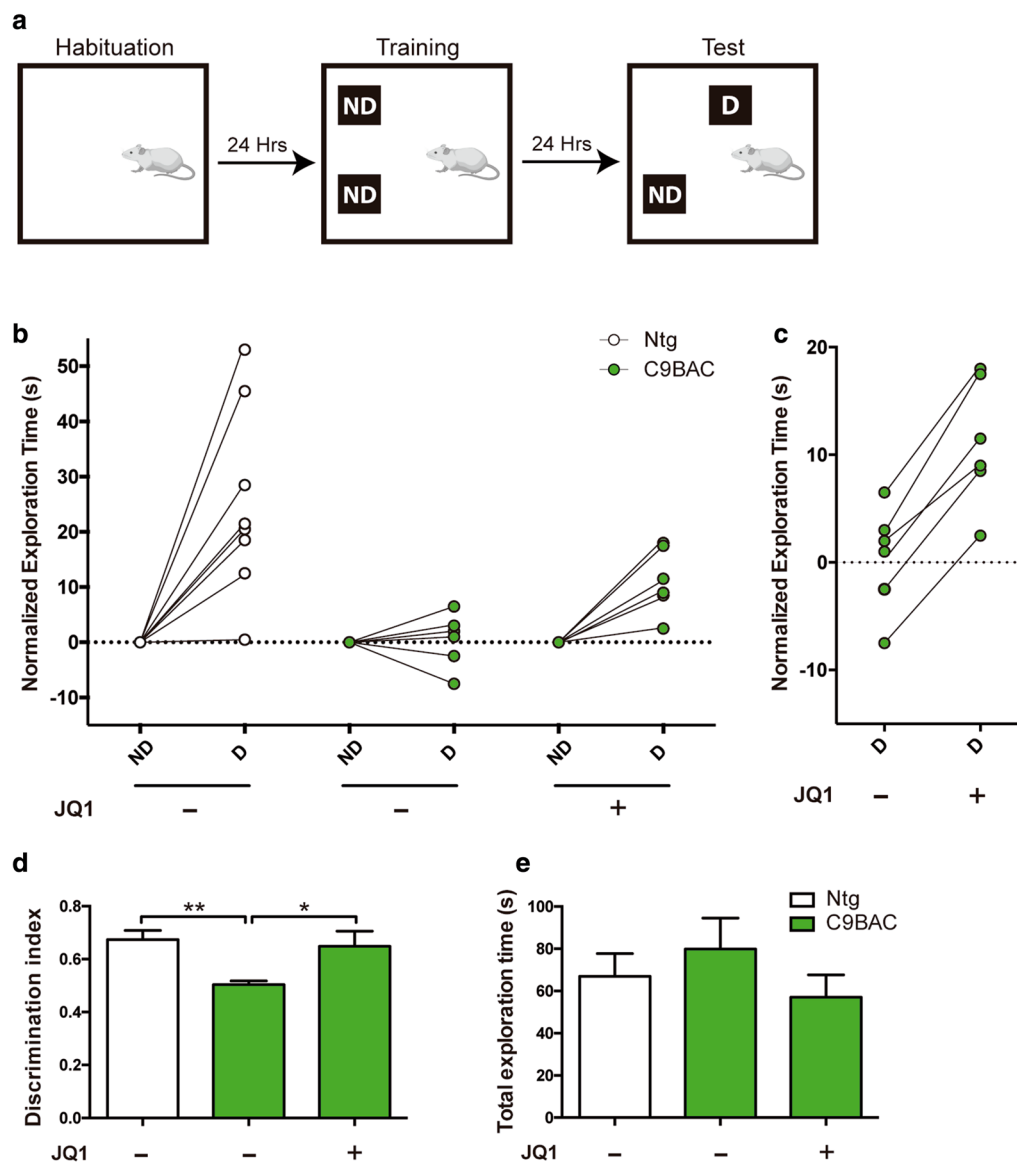 a
Habituation
Training
Test
ND
ND
24 Hrs
24 Hrs
D
ND
b
Normalized Exploration Time (s)
50
40
30
20
10
0
-10
Ntg
C9BAC
ND
D
ND
D
ND
D
JQ1
–
–
+
c
Normalized Exploration Time (s)
20
10
0
-10
D
D
JQ1
–
+
d
Discrimination index
0.8
0.6
0.4
0.2
0.0
**
*
JQ1
–
–
+
e
Total exploration time (s)
100
80
60
40
20
0
Ntg
C9BAC
JQ1
–
–
+